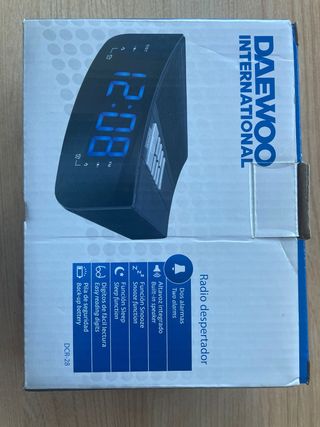 DAEWOO
INTERNATIONAL
12:08
Radio despertador
Dos alarmas
Two alarms
Altavoz integrado
Built-in speaker
Función Snooze
Snooze function
Función Sleep
Sleep function
Dígitos de fácil lectura
Easy reading digits
Pila de seguridad
Back-up battery
DCR-28